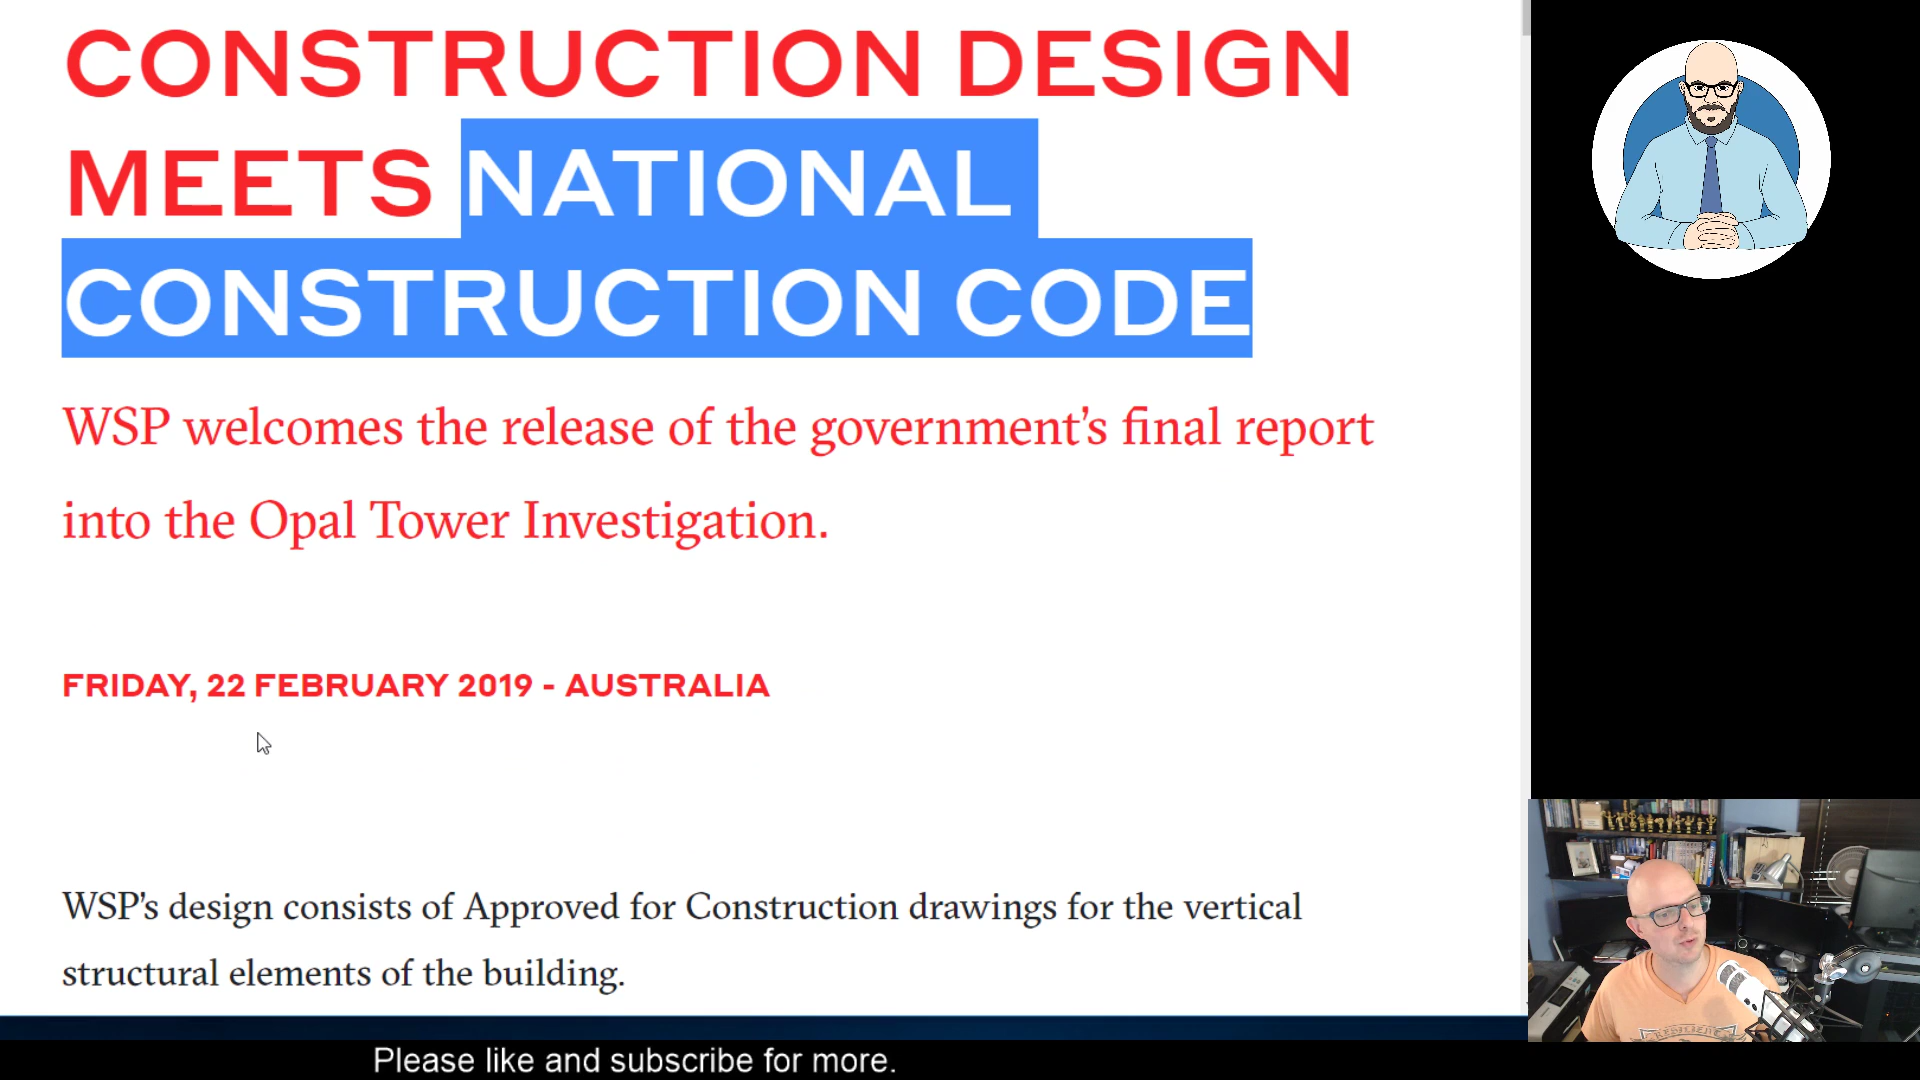 CONSTRUCTION DESIGN
MEETS NATIONAL
CONSTRUCTION CODE
WSP welcomes the release of the government’s final report
into the Opal Tower Investigation.
FRIDAY, 22 FEBRUARY 2019 - AUSTRALIA
WSP’s design consists of Approved for Construction drawings for the vertical
structural elements of the building.
Please like and subscribe for more.